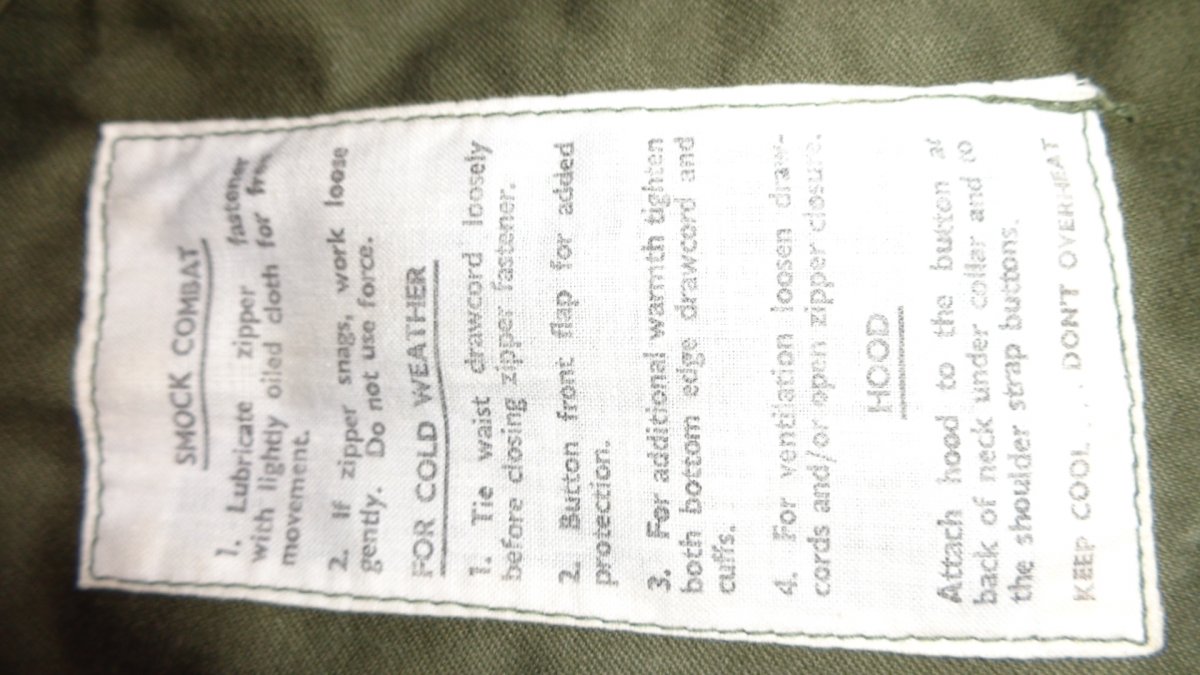 SMOCK COMBAT
1. Lubricate zipper fastener
with lightly oiled cloth for free
movement.
2. If zipper snags, work loose
gently. Do not use force.
FOR COLD WEATHER
1. Tie waist drawcord loosely
before closing zipper fastener.
2. Button front flap for added
protection.
3. For additional warmth tighten
both bottom edge drawcord and
cuffs.
4. For ventilation loosen draw-
cords and/or open zipper closure.
HOOD
Attach hood to the button at
back of neck under collar and to
the shoulder strap buttons.
KEEP COOL . . . DON'T OVERHEAT